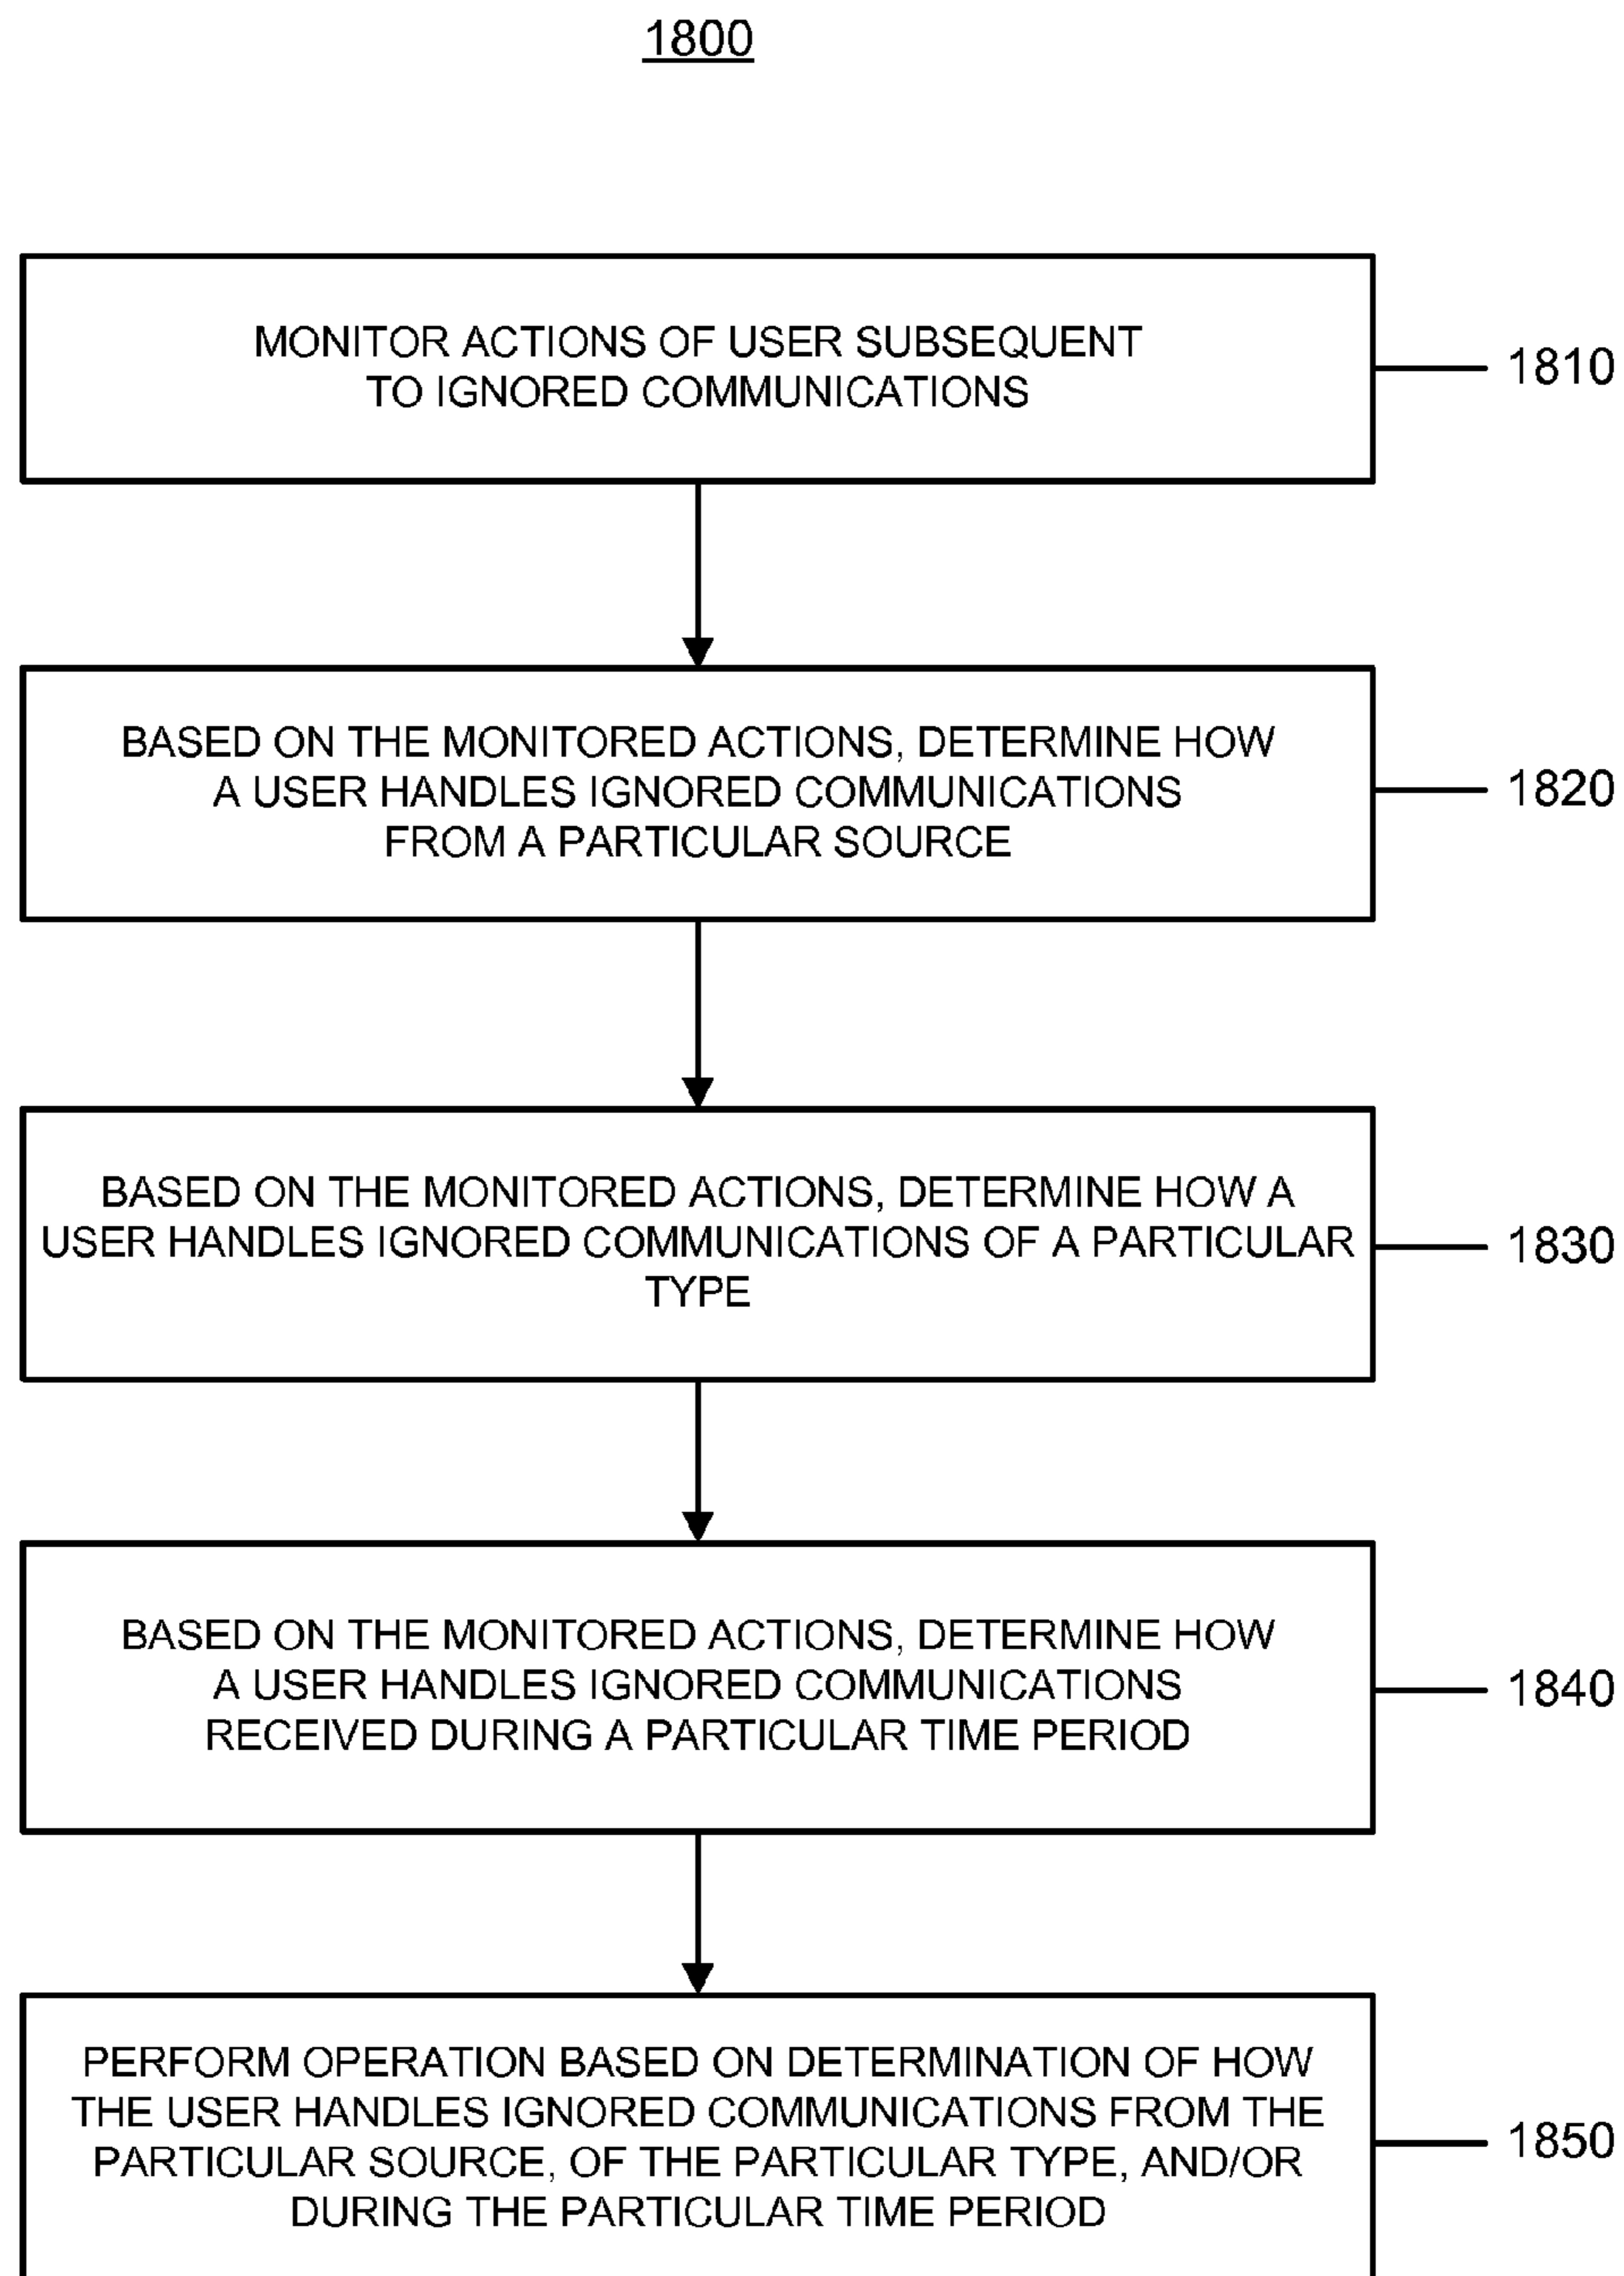 1800
MONITOR ACTIONS OF USER SUBSEQUENT
TO IGNORED COMMUNICATIONS
1810
BASED ON THE MONITORED ACTIONS, DETERMINE HOW
A USER HANDLES IGNORED COMMUNICATIONS
FROM A PARTICULAR SOURCE
1820
BASED ON THE MONITORED ACTIONS, DETERMINE HOW A
USER HANDLES IGNORED COMMUNICATIONS OF A PARTICULAR
TYPE
1830
BASED ON THE MONITORED ACTIONS, DETERMINE HOW
A USER HANDLES IGNORED COMMUNICATIONS
RECEIVED DURING A PARTICULAR TIME PERIOD
1840
PERFORM OPERATION BASED ON DETERMINATION OF HOW
THE USER HANDLES IGNORED COMMUNICATIONS FROM THE
PARTICULAR SOURCE, OF THE PARTICULAR TYPE, AND/OR
DURING THE PARTICULAR TIME PERIOD
1850